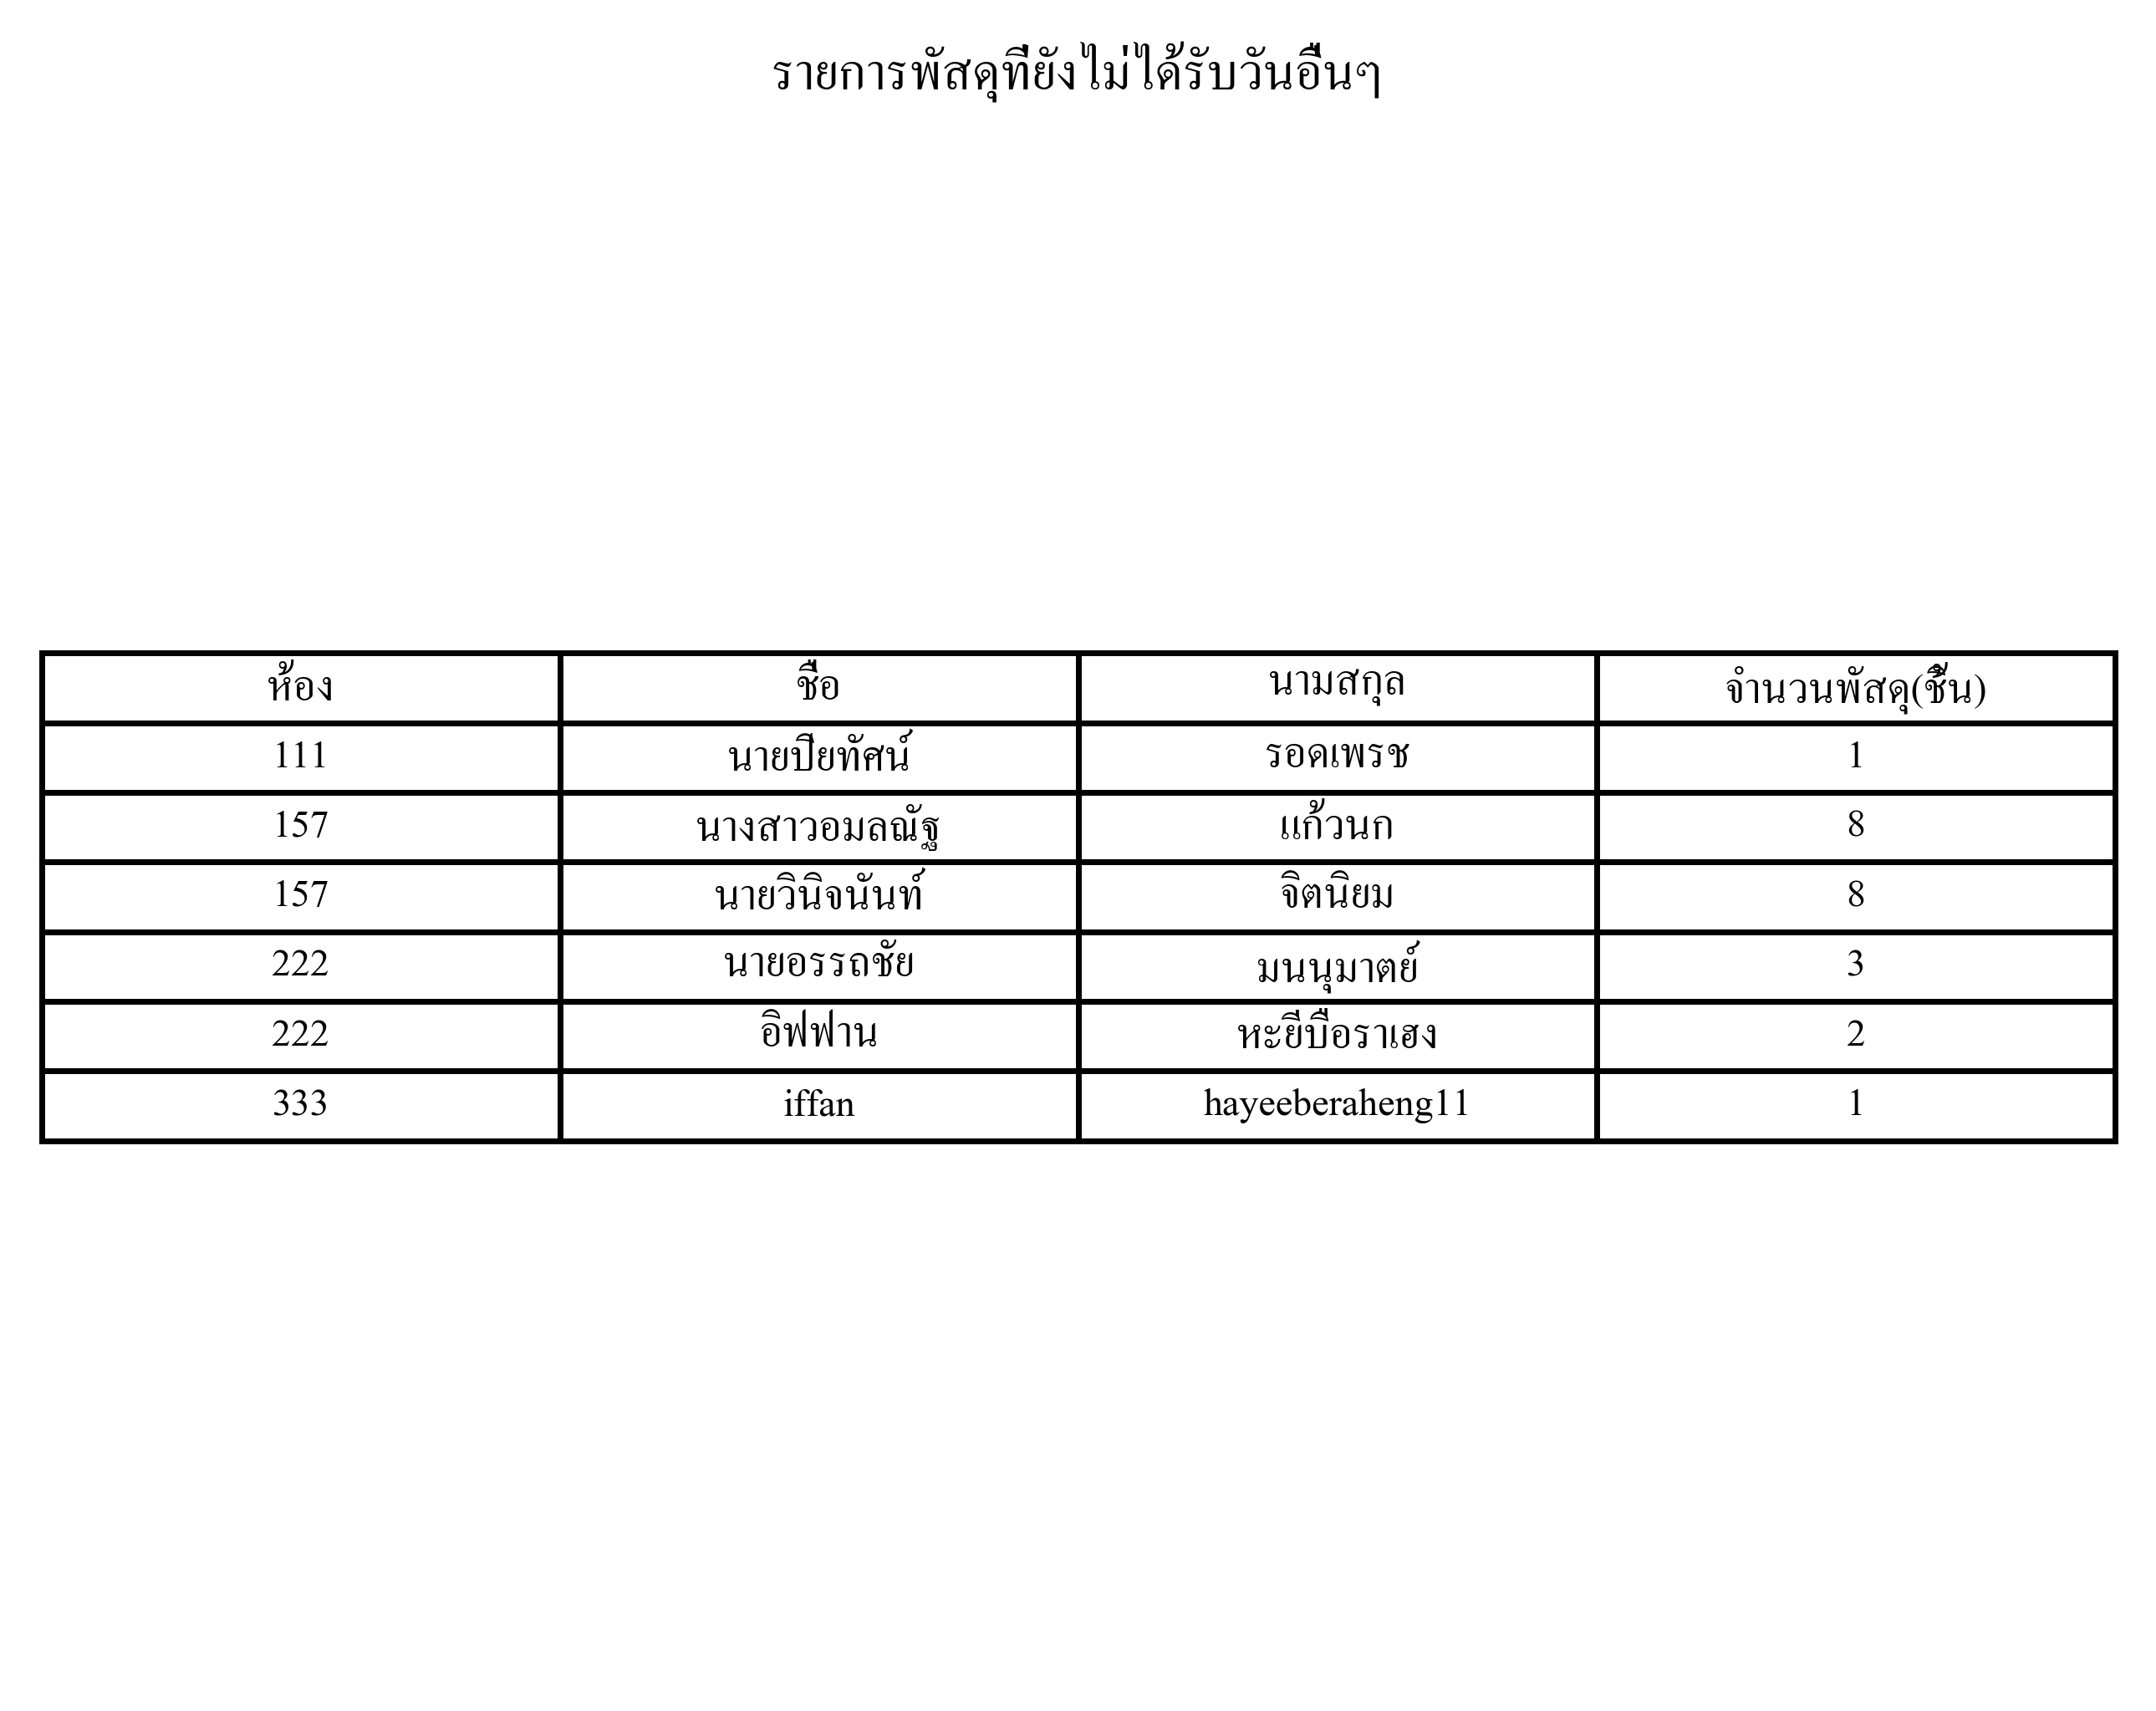 รายการพัสดุที่ยังไม่ได้รับวันอื่นๆ
ห้อง ชื่อ นามสกุล จำนวนพัสดุ(ชิ้น)
111 นายปิยทัศน์ รอดเพรช 1
157 นางสาวอมลณัฐ แก้วนก 8
157 นายวินิจนันท์ จิตนิยม 8
222 นายอรรถชัย มนนุมาตย์ 3
222 อิฟฟาน หะยีบือราเฮง 2
333 iffan hayeeberaheng11 1